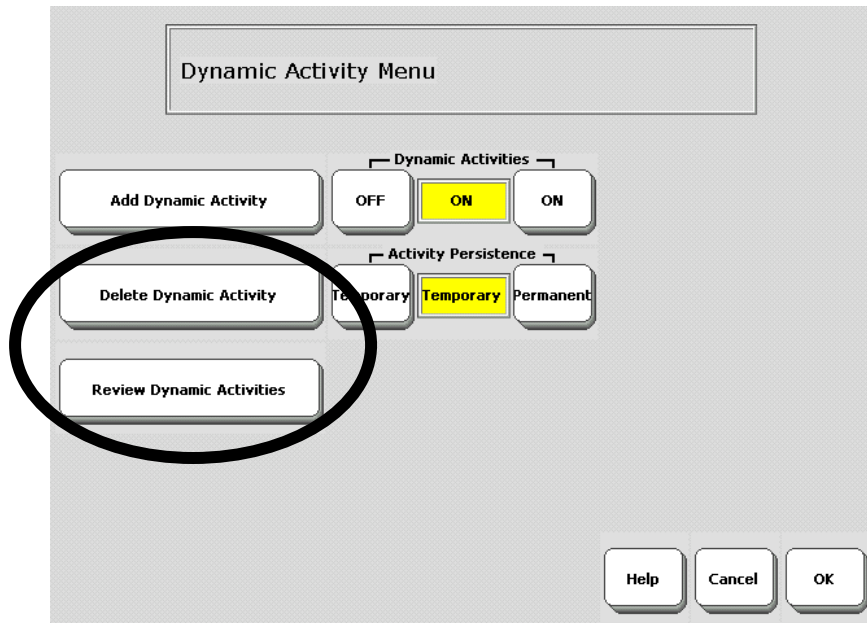 Dynamic Activity Menu
Dynamic Activities
Add Dynamic Activity OFF ON ON
Activity Persistence
Delete Dynamic Activity Temporary Temporary Permanent
Review Dynamic Activities
Help Cancel OK